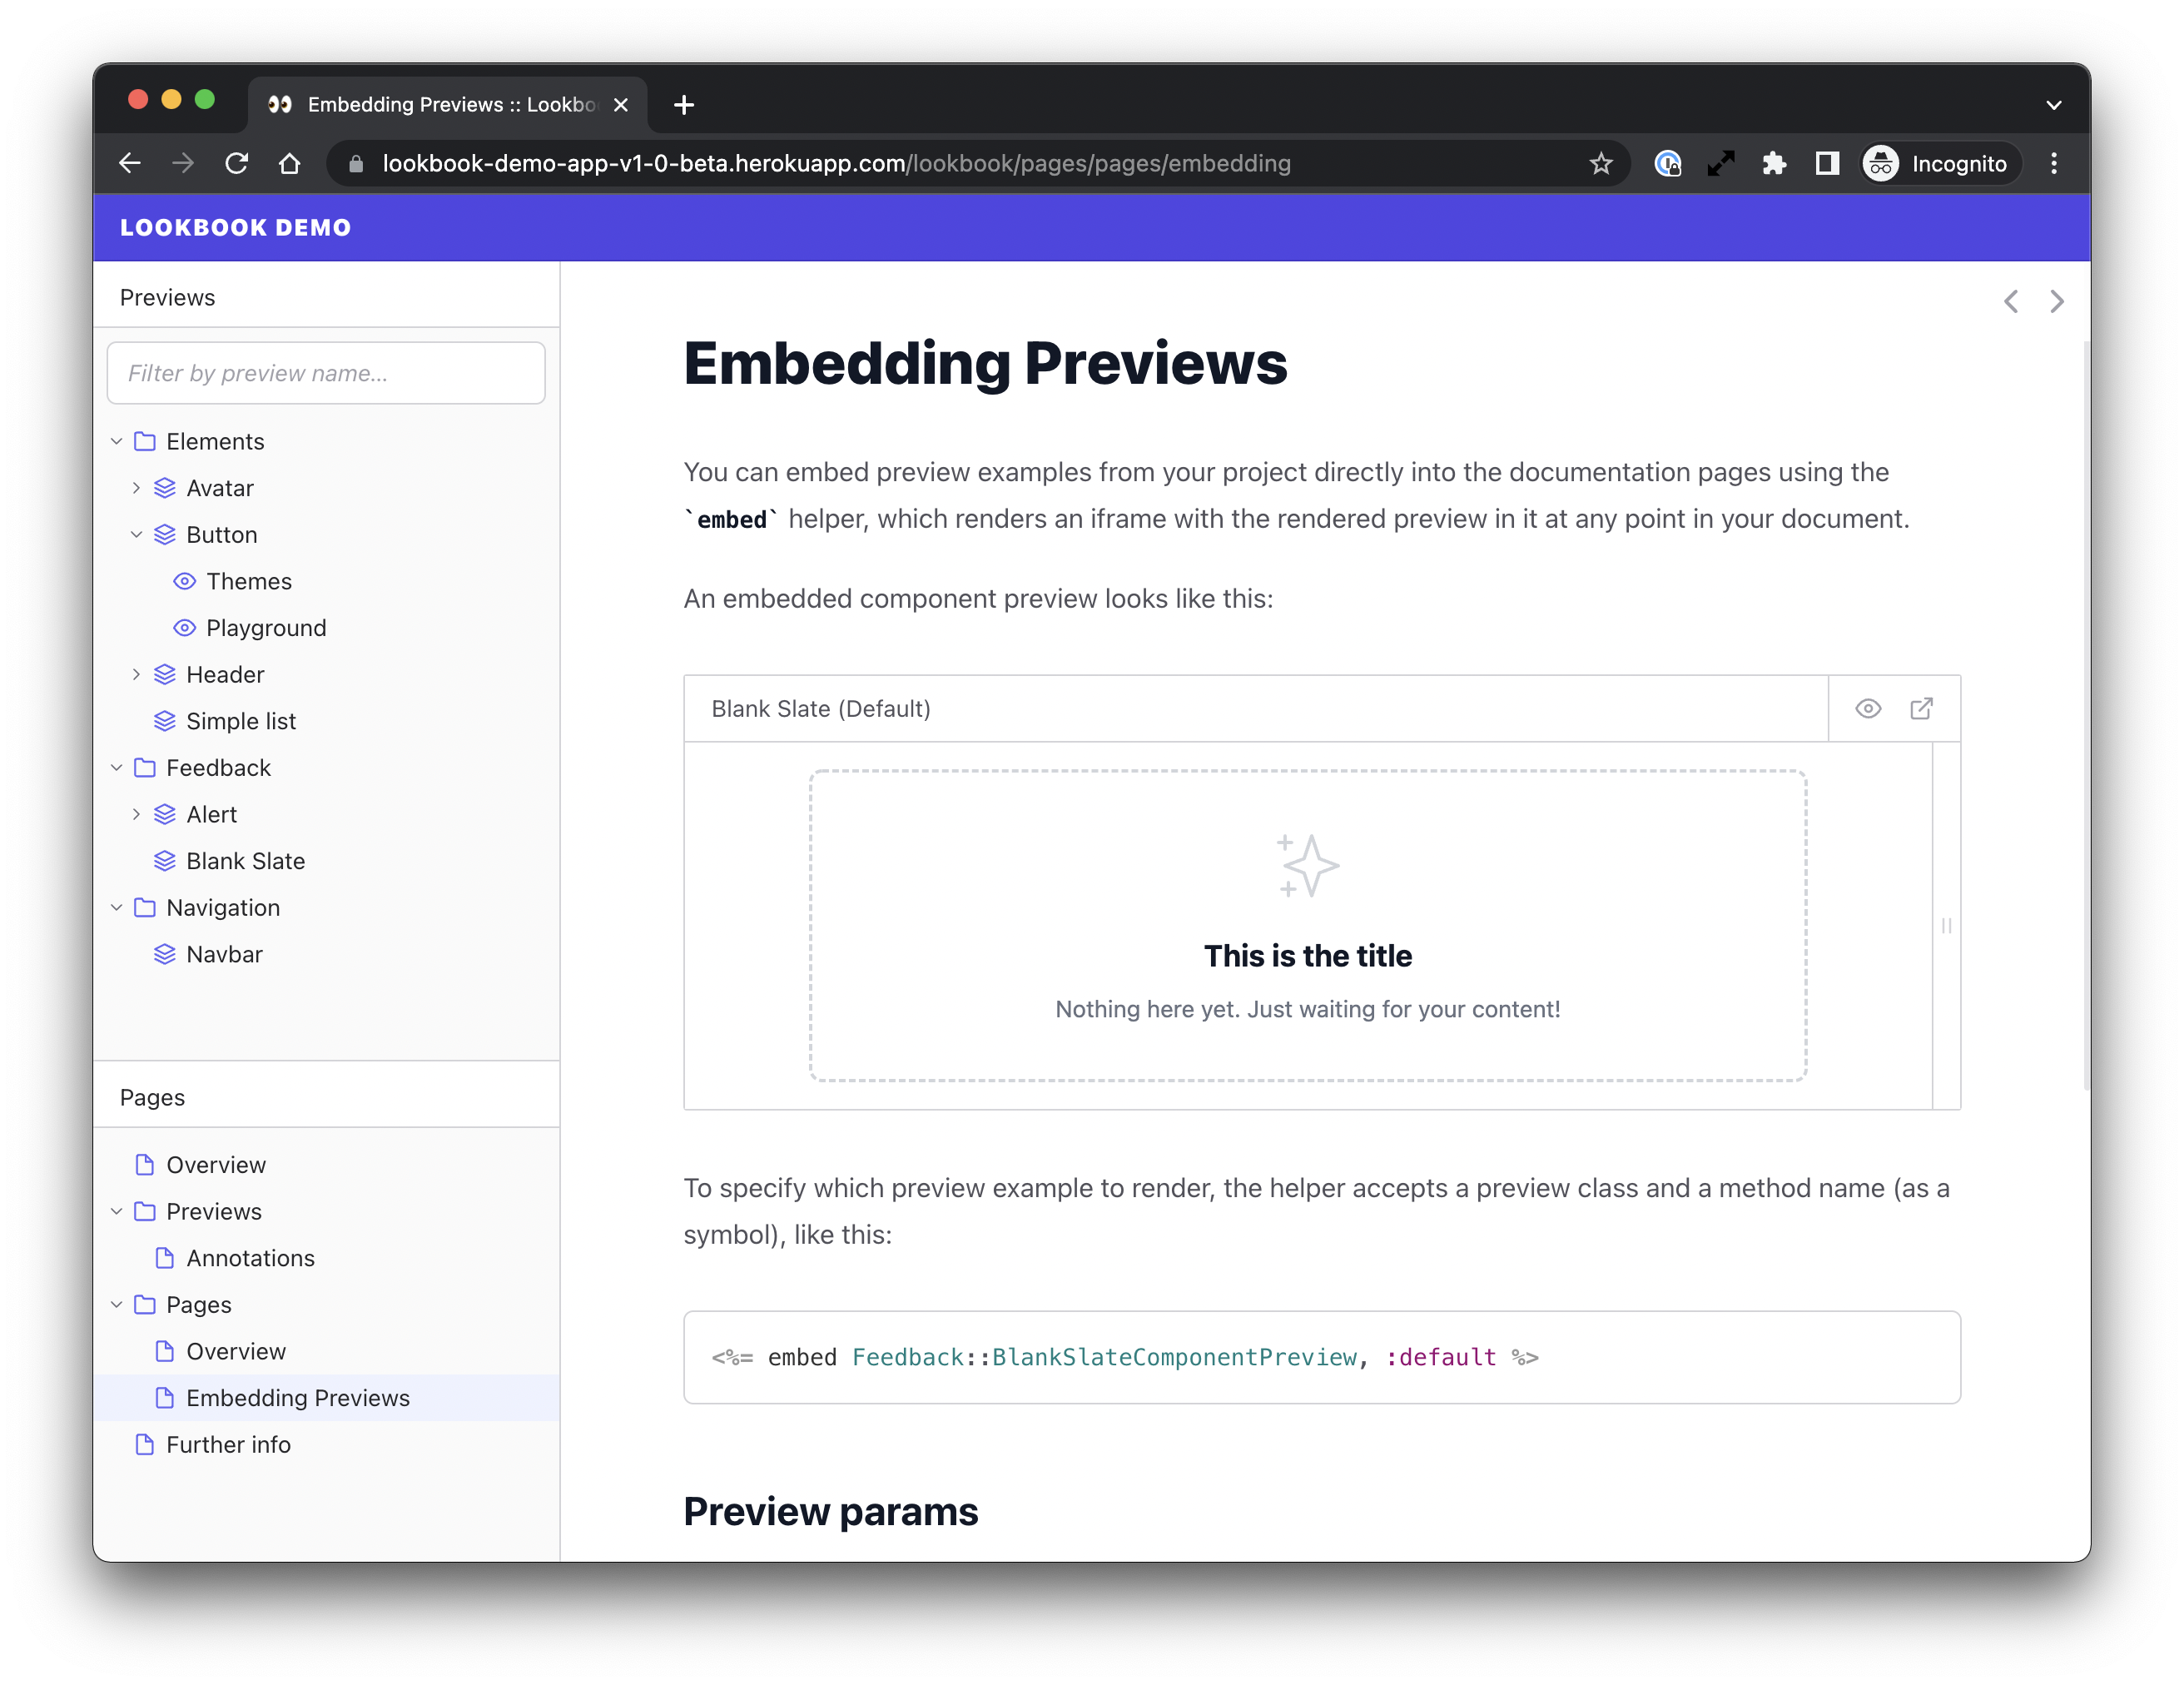 Embedding Previews :: Lookbo
lookbook-demo-app-v1-0-beta.herokuapp.com/lookbook/pages/pages/embedding
Incognito
LOOKBOOK DEMO
Previews
Filter by preview name...
Elements
Avatar
Button
Themes
Playground
Header
Simple list
Feedback
Alert
Blank Slate
Navigation
Navbar
Pages
Overview
Previews
Annotations
Pages
Overview
Embedding Previews
Further info
Embedding Previews
You can embed preview examples from your project directly into the documentation pages using the
`embed` helper, which renders an iframe with the rendered preview in it at any point in your document.
An embedded component preview looks like this:
Blank Slate (Default)
This is the title
Nothing here yet. Just waiting for your content!
To specify which preview example to render, the helper accepts a preview class and a method name (as a
symbol), like this:
<%= embed Feedback::BlankSlateComponentPreview, :default %>
Preview params